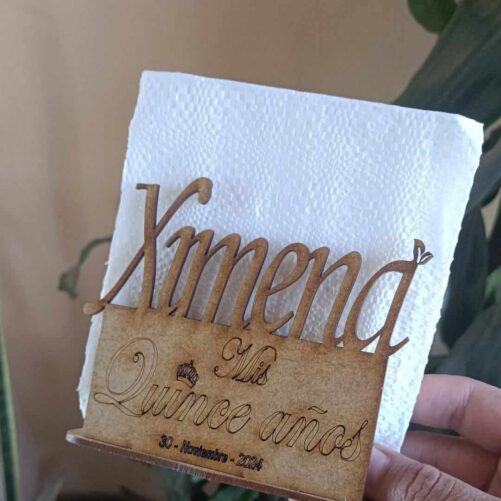 Ximena
Mis
Quince años
30 - Noviembre - 2024